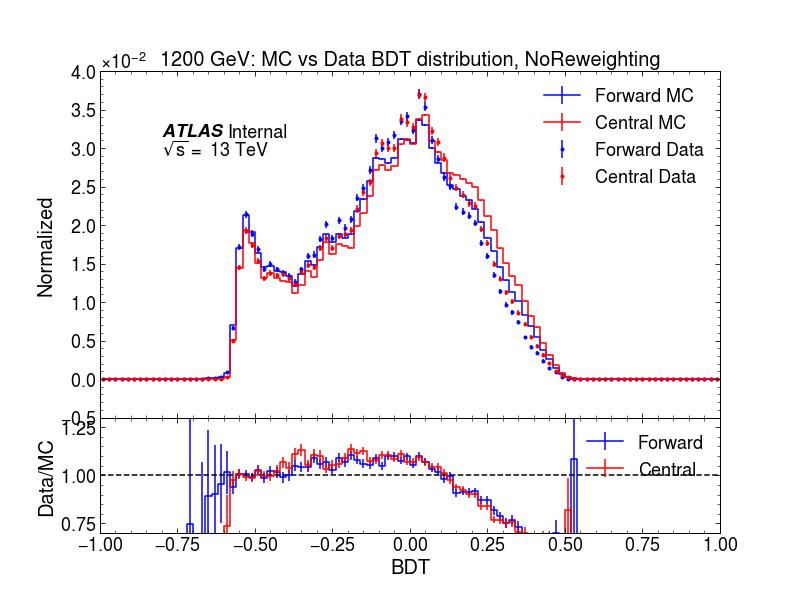 ×10⁻² 1200 GeV: MC vs Data BDT distribution, NoReweighting
4.0
3.5
3.0
2.5
2.0
1.5
1.0
0.5
0.0
Normalized
ATLAS Internal
√s = 13 TeV
Forward MC
Central MC
Forward Data
Central Data
−0.5
1.25
1.00
0.75
Data/MC
Forward
Central
−1.00 −0.75 −0.50 −0.25 0.00 0.25 0.50 0.75 1.00
BDT